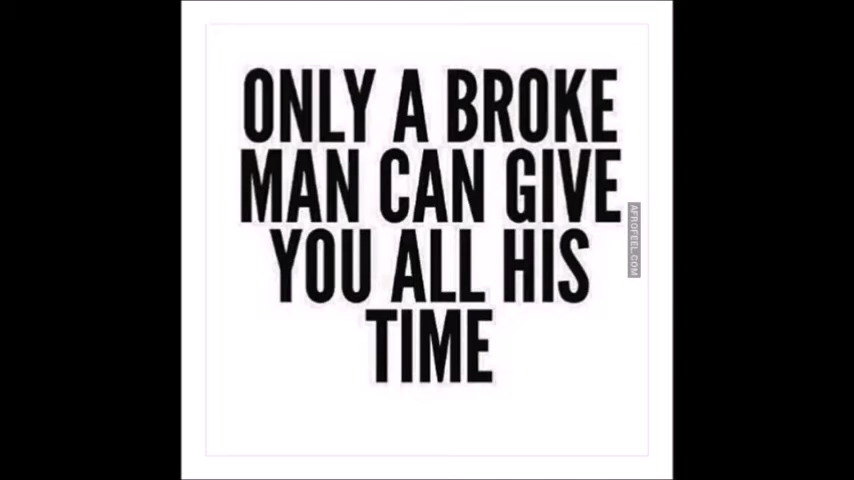 ONLY A BROKE
MAN CAN GIVE
YOU ALL HIS
TIME
AFROFEEL.COM